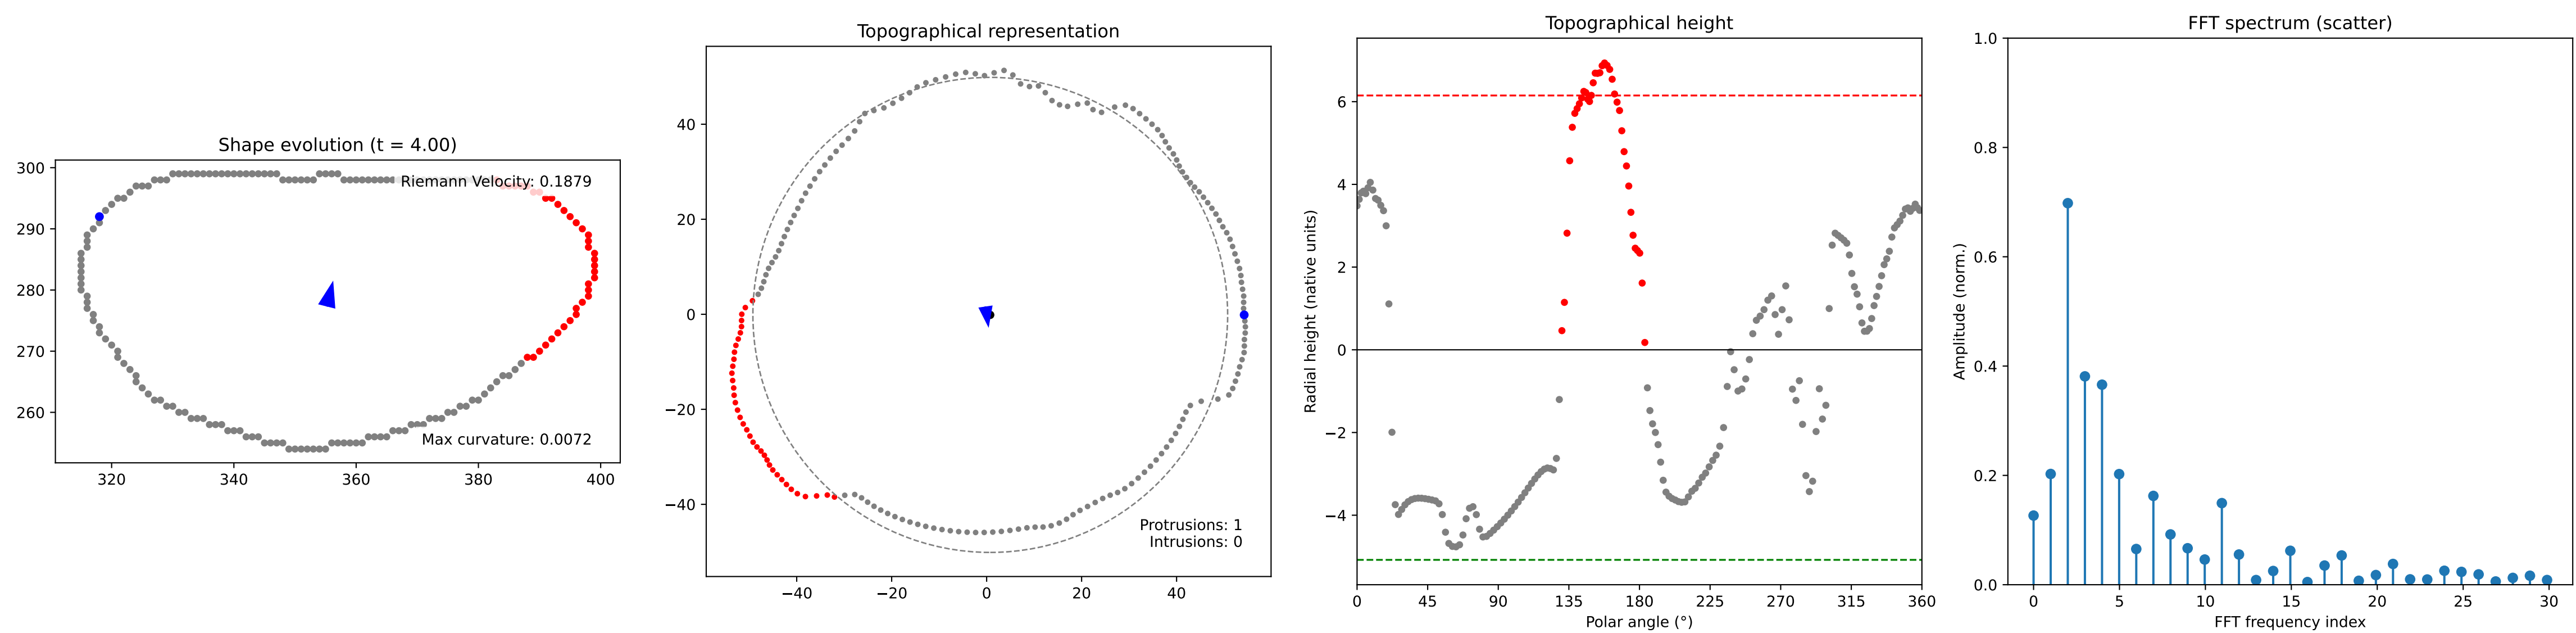 Shape evolution (t = 4.00)
300
290
280
270
260
320 340 360 380 400
Riemann Velocity: 0.1879
Max curvature: 0.0072
Topographical representation
40
20
0
−20
−40
−40 −20 0 20 40
Protrusions: 1
Intrusions: 0
Topographical height
Radial height (native units)
6
4
2
0
−2
−4
0 45 90 135 180 225 270 315 360
Polar angle (°)
FFT spectrum (scatter)
Amplitude (norm.)
1.0
0.8
0.6
0.4
0.2
0.0
0 5 10 15 20 25 30
FFT frequency index